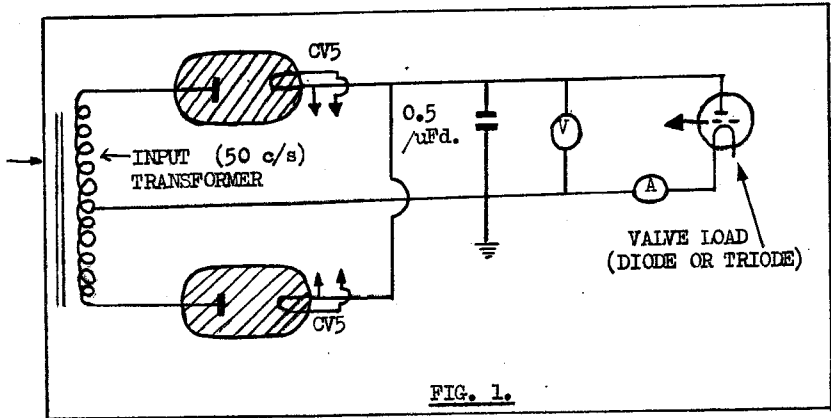 CV5
0.5
/uFd.
V
INPUT (50 c/s)
TRANSFORMER
A
VALVE LOAD
(DIODE OR TRIODE)
CV5
FIG. 1.